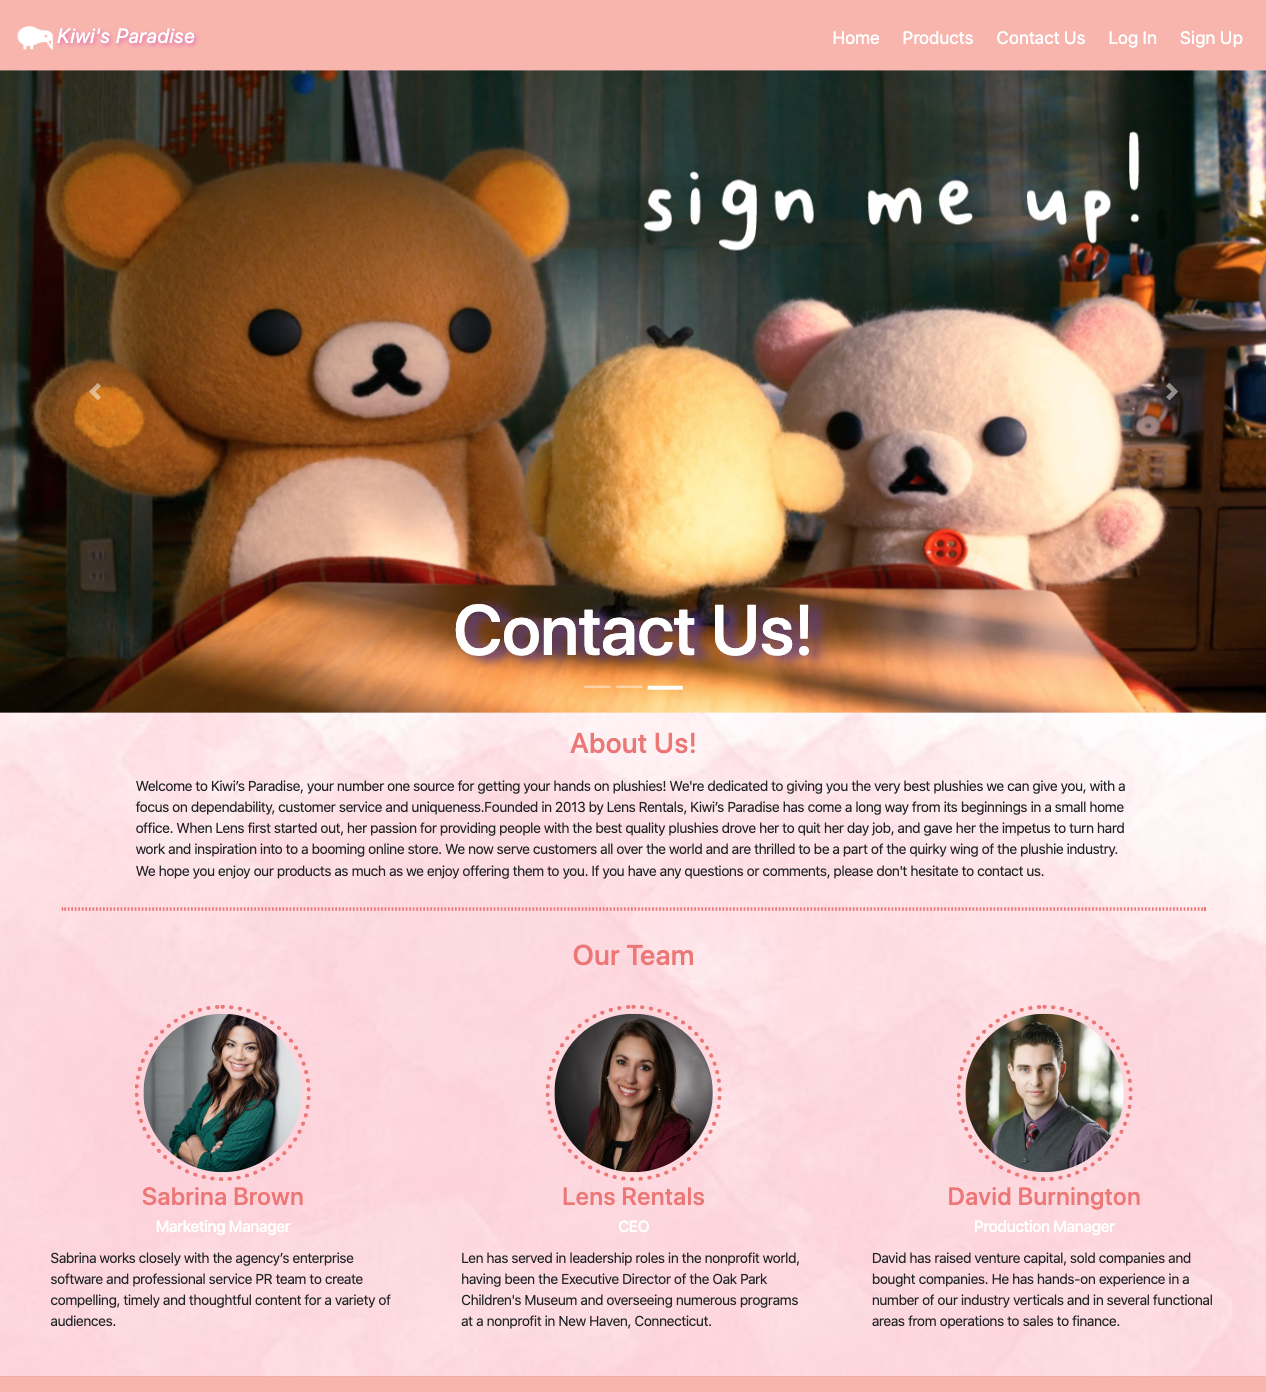 Kiwi's Paradise
Home Products Contact Us Log In Sign Up
sign me up!
Contact Us!
About Us!
Welcome to Kiwi’s Paradise, your number one source for getting your hands on plushies! We're dedicated to giving you the very best plushies we can give you, with a
focus on dependability, customer service and uniqueness.Founded in 2013 by Lens Rentals, Kiwi’s Paradise has come a long way from its beginnings in a small home
office. When Lens first started out, her passion for providing people with the best quality plushies drove her to quit her day job, and gave her the impetus to turn hard
work and inspiration into to a booming online store. We now serve customers all over the world and are thrilled to be a part of the quirky wing of the plushie industry.
We hope you enjoy our products as much as we enjoy offering them to you. If you have any questions or comments, please don't hesitate to contact us.
Our Team
Sabrina Brown
Marketing Manager
Sabrina works closely with the agency’s enterprise
software and professional service PR team to create
compelling, timely and thoughtful content for a variety of
audiences.
Lens Rentals
CEO
Len has served in leadership roles in the nonprofit world,
having been the Executive Director of the Oak Park
Children's Museum and overseeing numerous programs
at a nonprofit in New Haven, Connecticut.
David Burnington
Production Manager
David has raised venture capital, sold companies and
bought companies. He has hands-on experience in a
number of our industry verticals and in several functional
areas from operations to sales to finance.